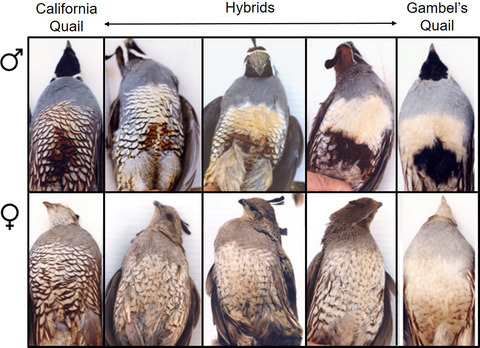 California
Quail
Hybrids
Gambel's
Quail
♂
♀